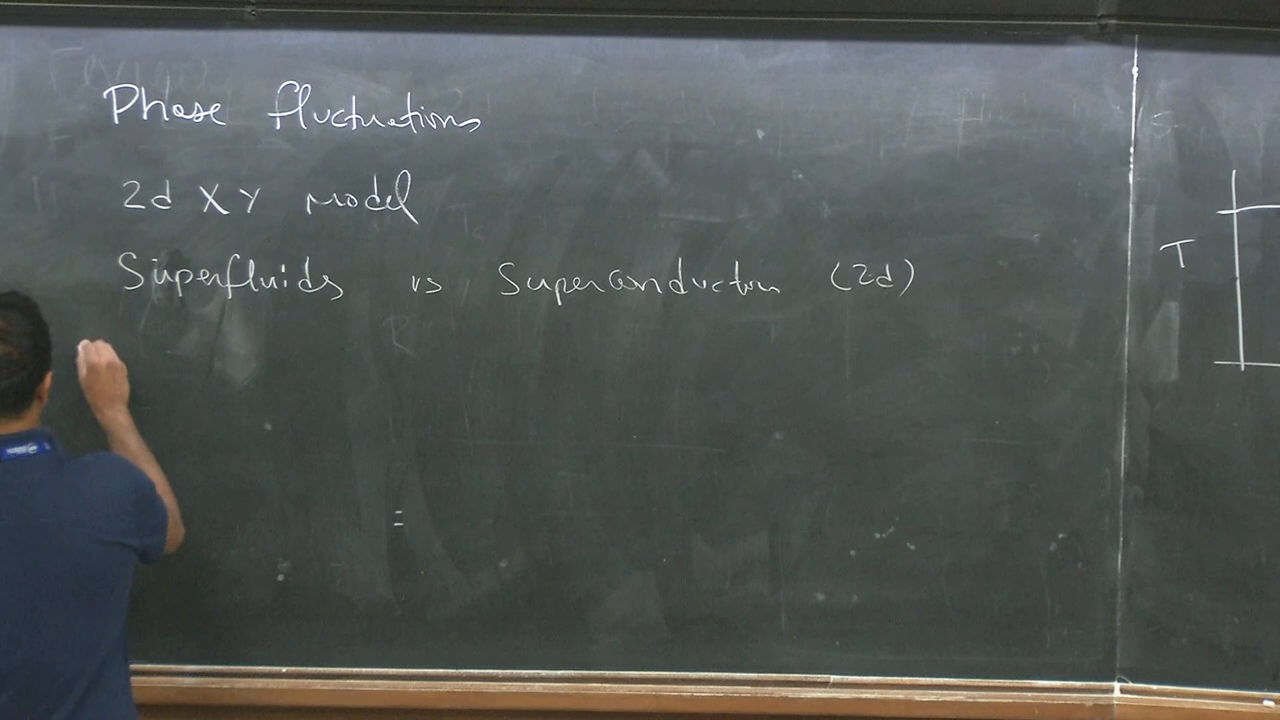 Phase fluctuations
2d XY model
Superfluids vs Superconductors (2d)
=
T